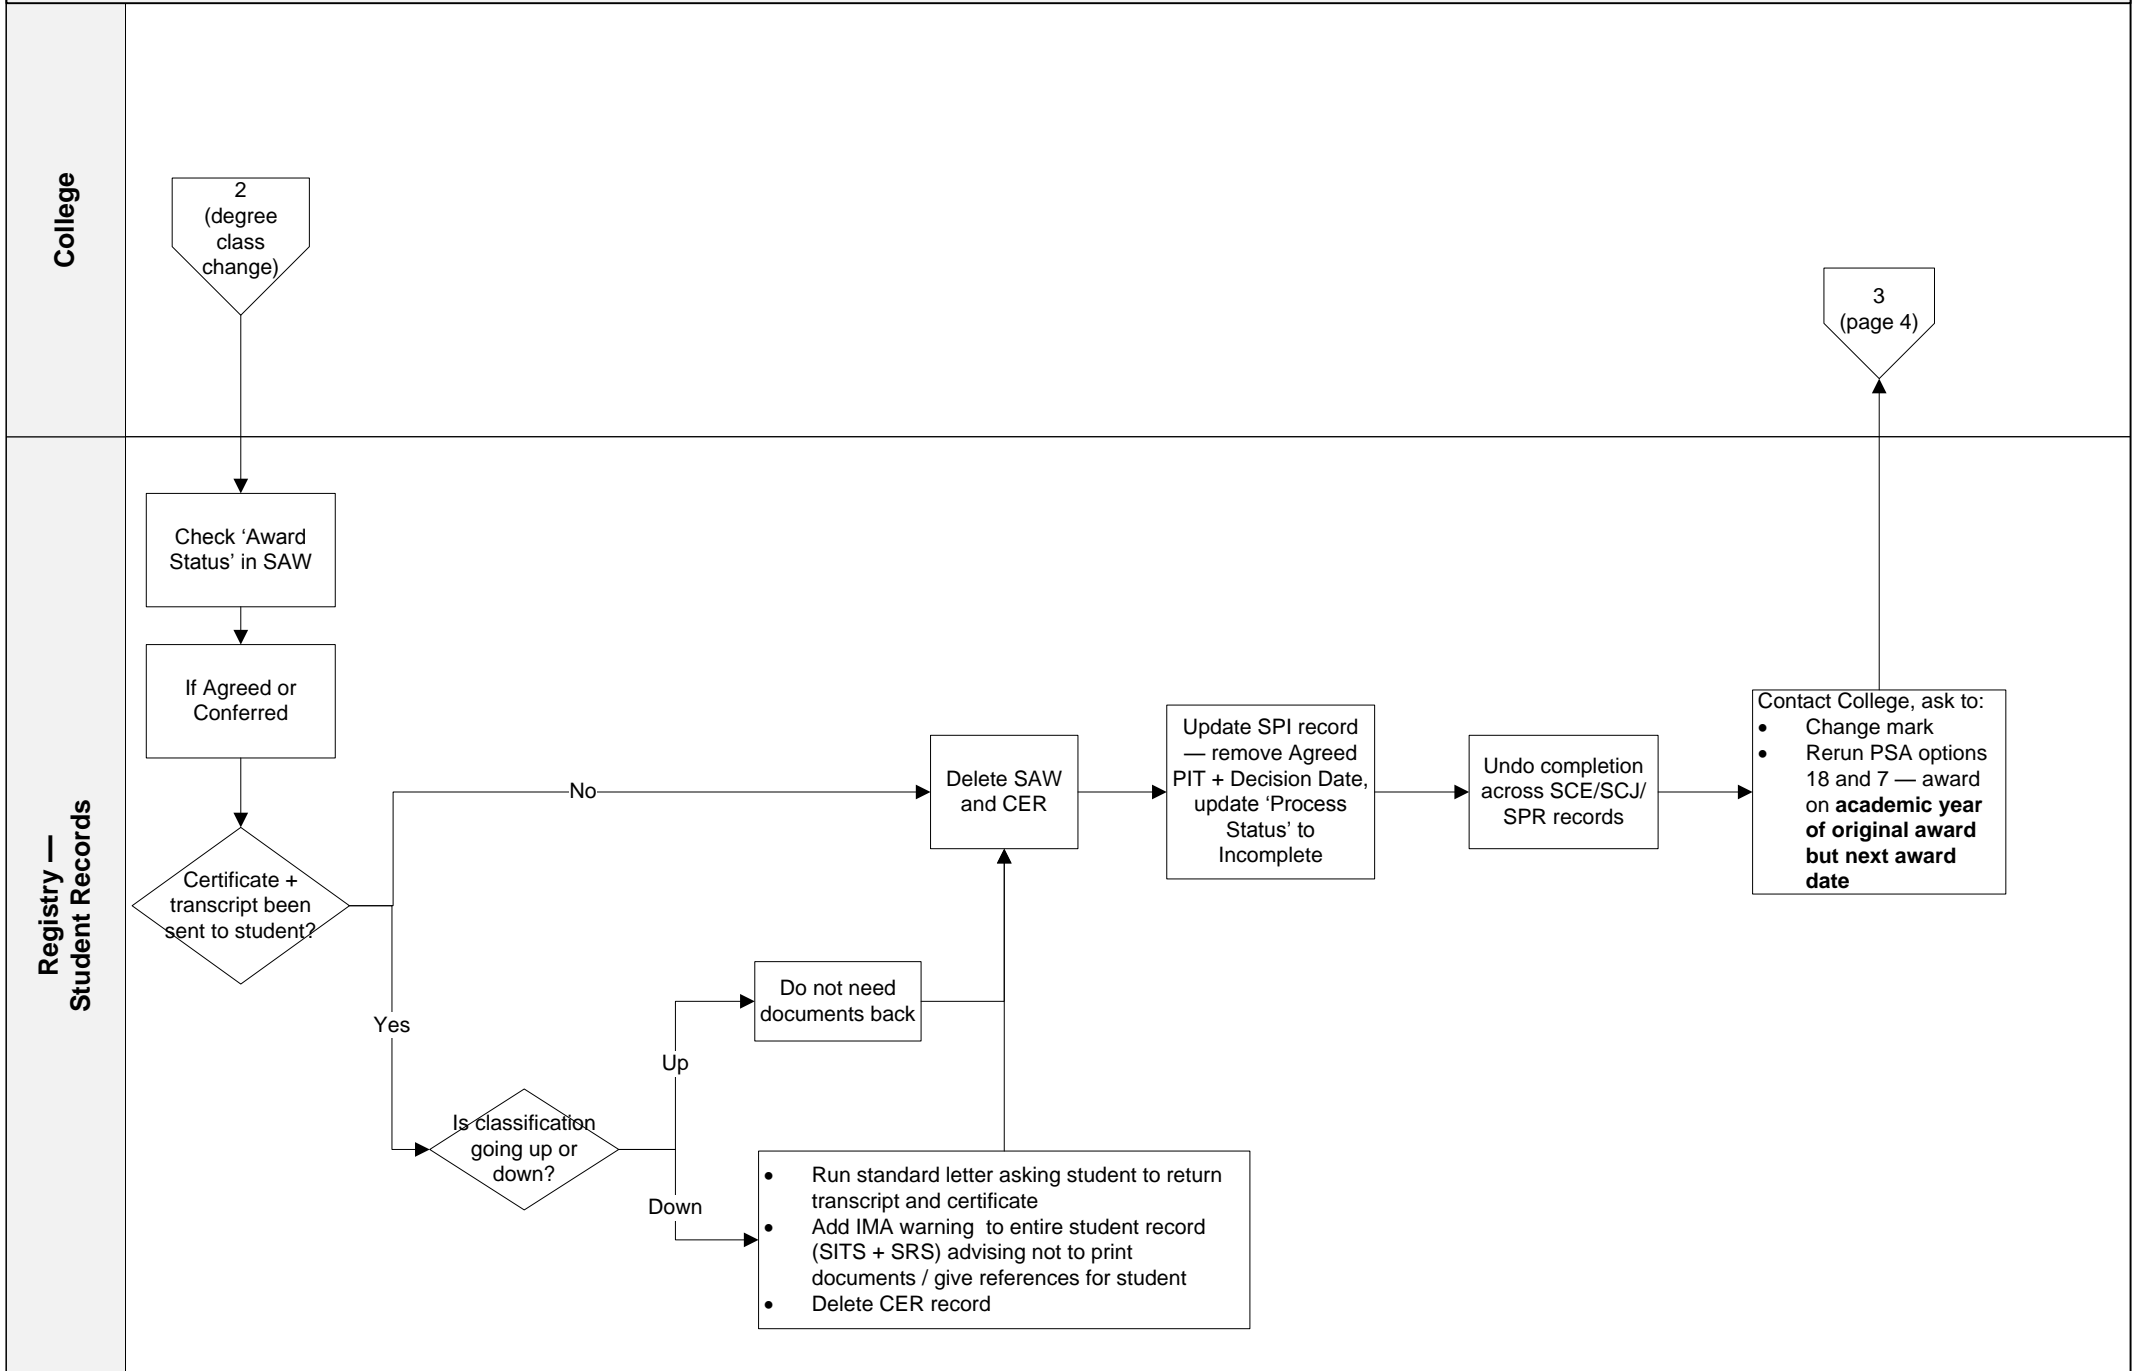 College
2
(degree
class
change)
3
(page 4)
Registry —
Student Records
Check ‘Award
Status’ in SAW
If Agreed or
Conferred
Certificate +
transcript been
sent to student?
No
Yes
Is classification
going up or
down?
Up
Down
Do not need
documents back
• Run standard letter asking student to return
transcript and certificate
• Add IMA warning to entire student record
(SITS + SRS) advising not to print
documents / give references for student
• Delete CER record
Delete SAW
and CER
Update SPI record
— remove Agreed
PIT + Decision Date,
update ‘Process
Status’ to
Incomplete
Undo completion
across SCE/SCJ/
SPR records
Contact College, ask to:
• Change mark
• Rerun PSA options
18 and 7 — award
on academic year
of original award
but next award
date